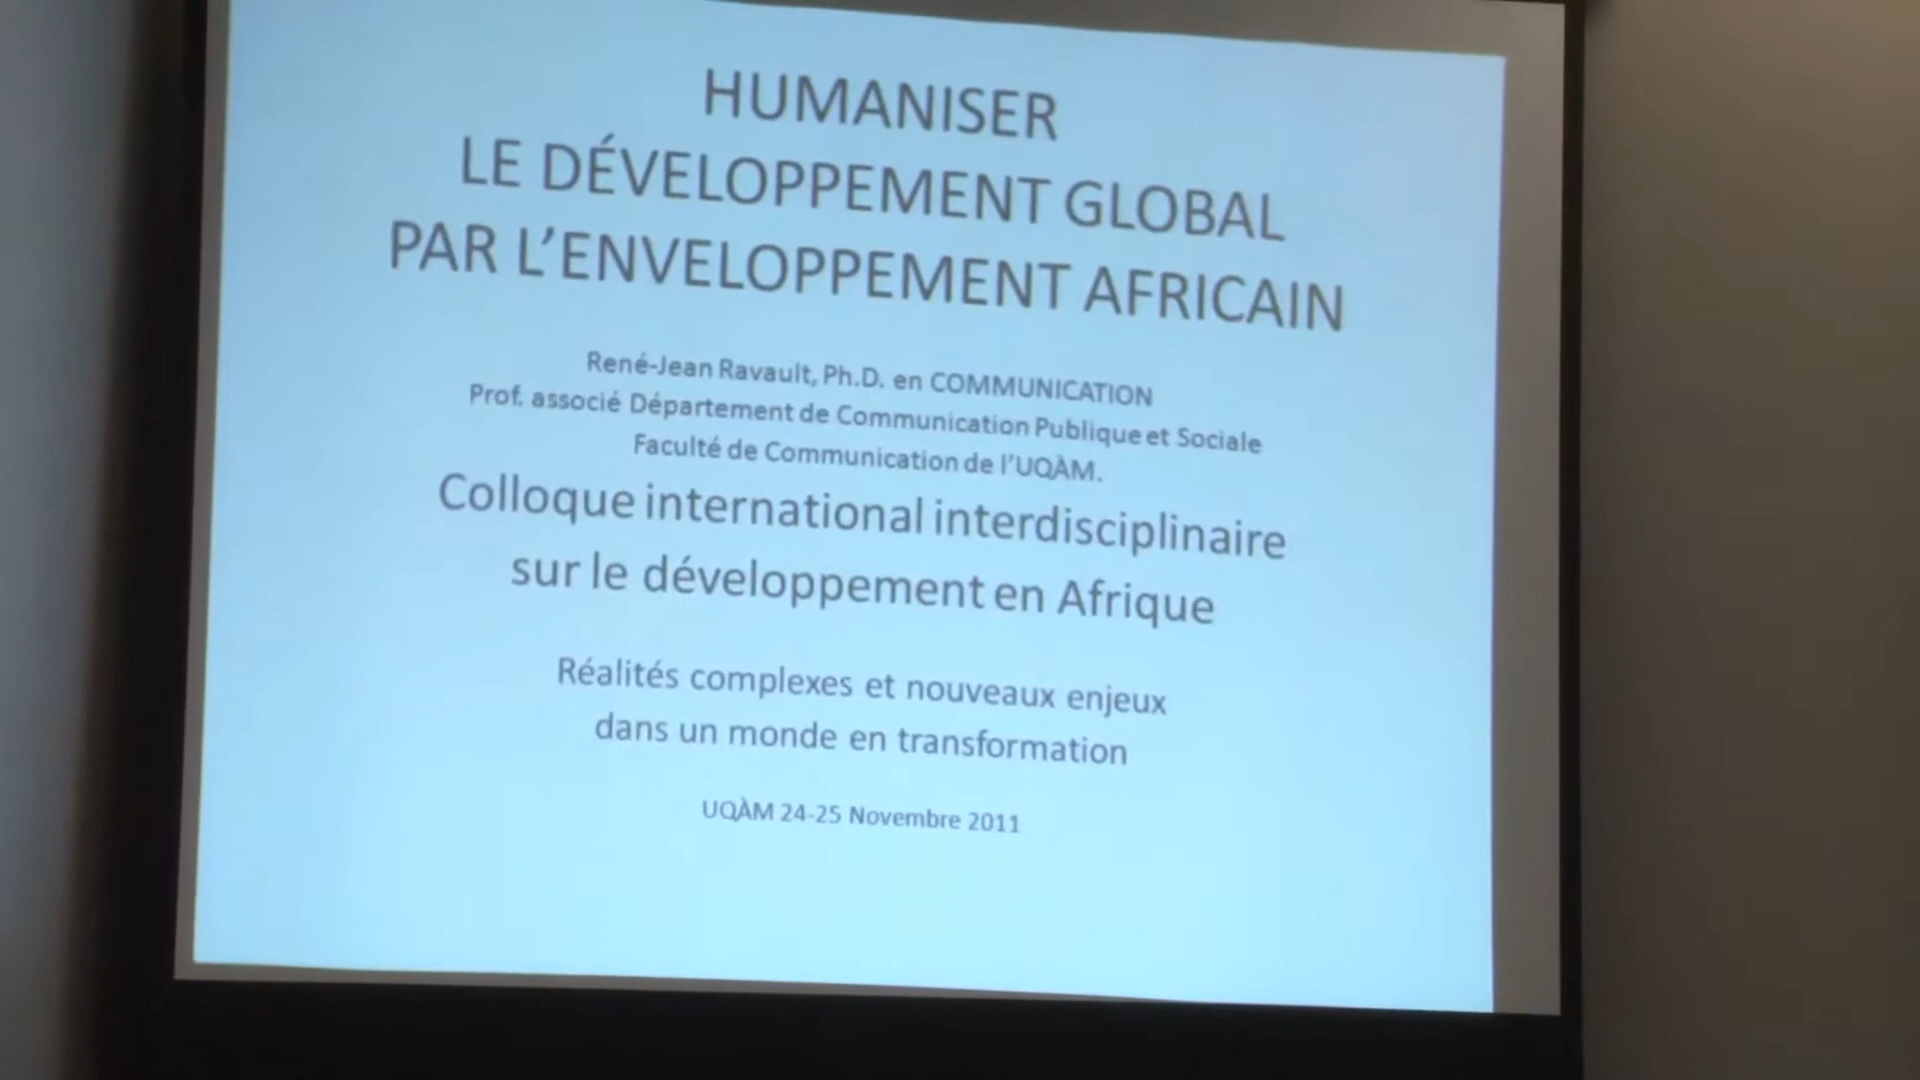 HUMANISER
LE DÉVELOPPEMENT GLOBAL
PAR L'ENVELOPPEMENT AFRICAIN
René-Jean Ravault, Ph.D. en COMMUNICATION
Prof. associé Département de Communication Publique et Sociale
Faculté de Communication de l'UQÀM.
Colloque international interdisciplinaire
sur le développement en Afrique
Réalités complexes et nouveaux enjeux
dans un monde en transformation
UQÀM 24-25 Novembre 2011